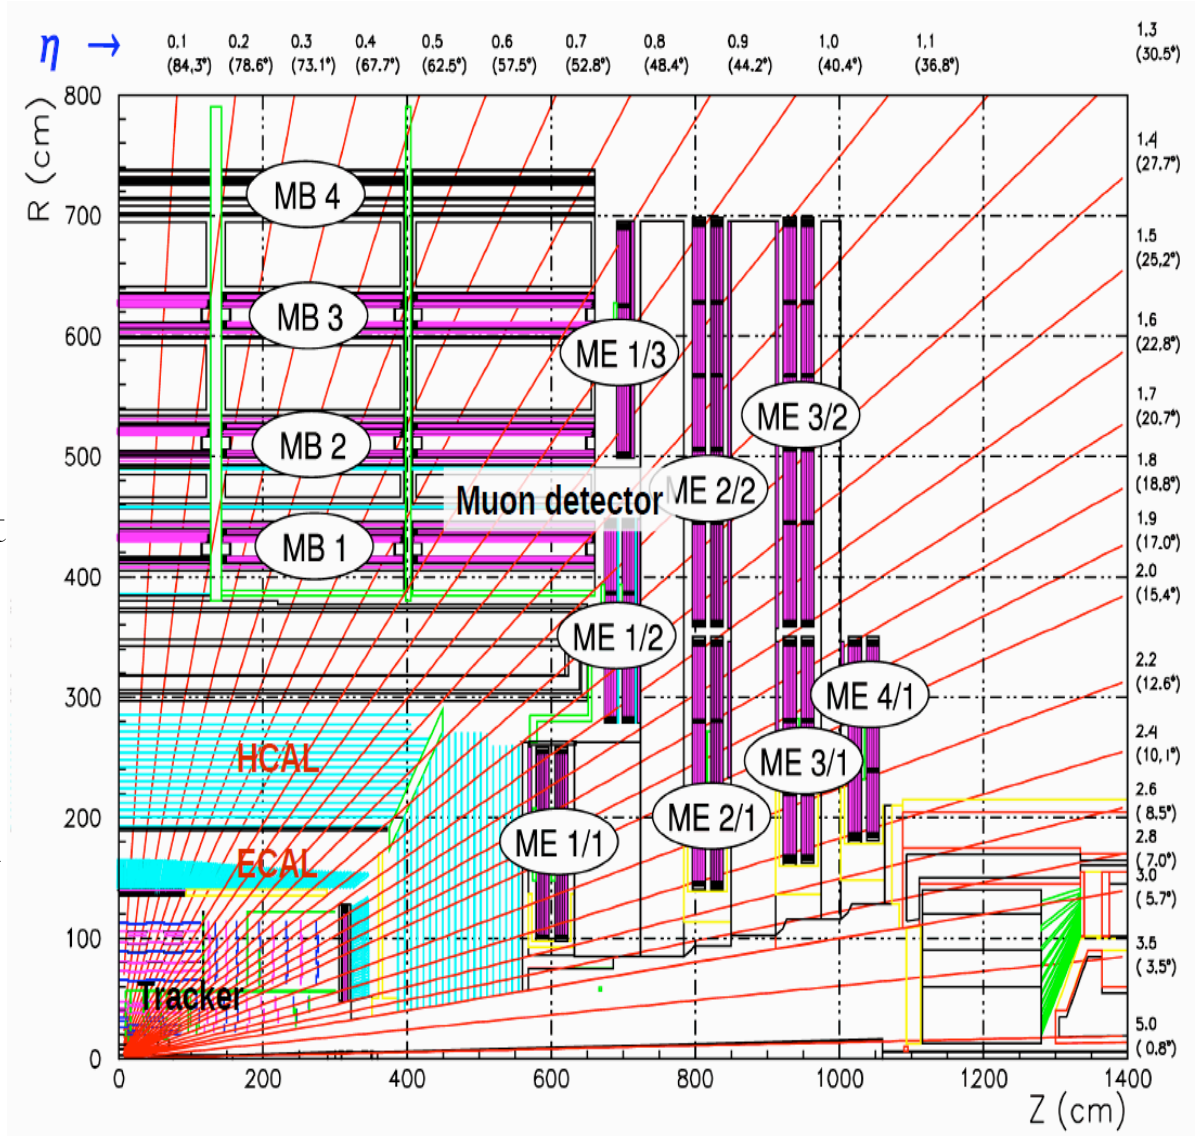 η → 0.1 0.2 0.3 0.4 0.5 0.6 0.7 0.8 0.9 1.0 1,1 1.3
(84,3°) (78.6°) (73.1°) (67.7°) (62.5°) (57.5°) (52.8°) (48.4°) (44.2°) (40.4°) (36,8°) (30.5°)
R (cm)
800
700
600
500
400
300
200
100
0
MB 4
MB 3
MB 2
MB 1
ME 1/3
ME 3/2
Muon detector
ME 2/2
ME 1/2
ME 4/1
HCAL
ME 3/1
ME 2/1
ME 1/1
ECAL
Tracker
1.4
(27.7°)
1.5
(25.2°)
1.6
(22.8°)
1.7
(20.7°)
1.8
(18.8°)
1.9
(17.0°)
2.0
(15.4°)
2.2
(12.6°)
2.4
(10,1°)
2.6
(8.5°)
2.8
(7.0°)
3.0
(5.7°)
3.5
(3.5°)
5.0
(0.8°)
0 200 400 600 800 1000 1200 1400
Z (cm)